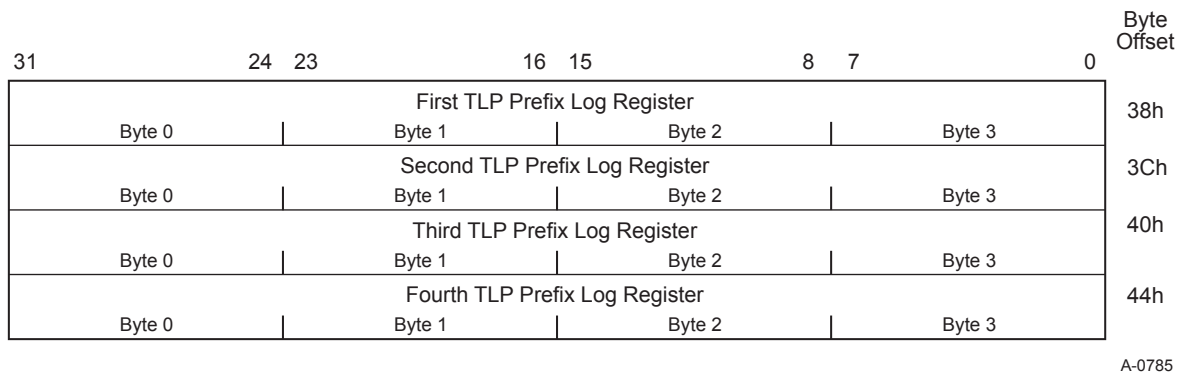 Byte
Offset
31 24 23 16 15 8 7 0
First TLP Prefix Log Register
38h
Byte 0 Byte 1 Byte 2 Byte 3
Second TLP Prefix Log Register
3Ch
Byte 0 Byte 1 Byte 2 Byte 3
Third TLP Prefix Log Register
40h
Byte 0 Byte 1 Byte 2 Byte 3
Fourth TLP Prefix Log Register
44h
Byte 0 Byte 1 Byte 2 Byte 3
A-0785